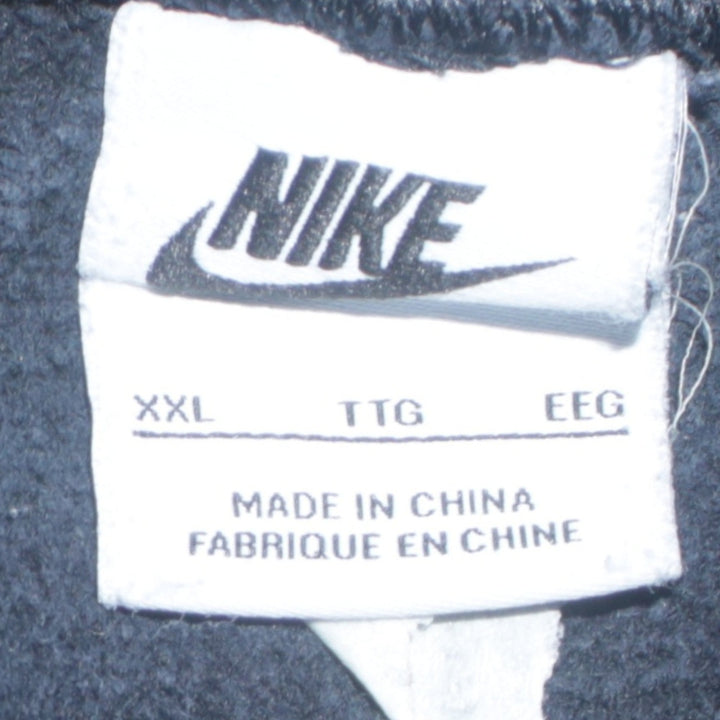 NIKE
XXL TTG EEG
MADE IN CHINA
FABRIQUE EN CHINE